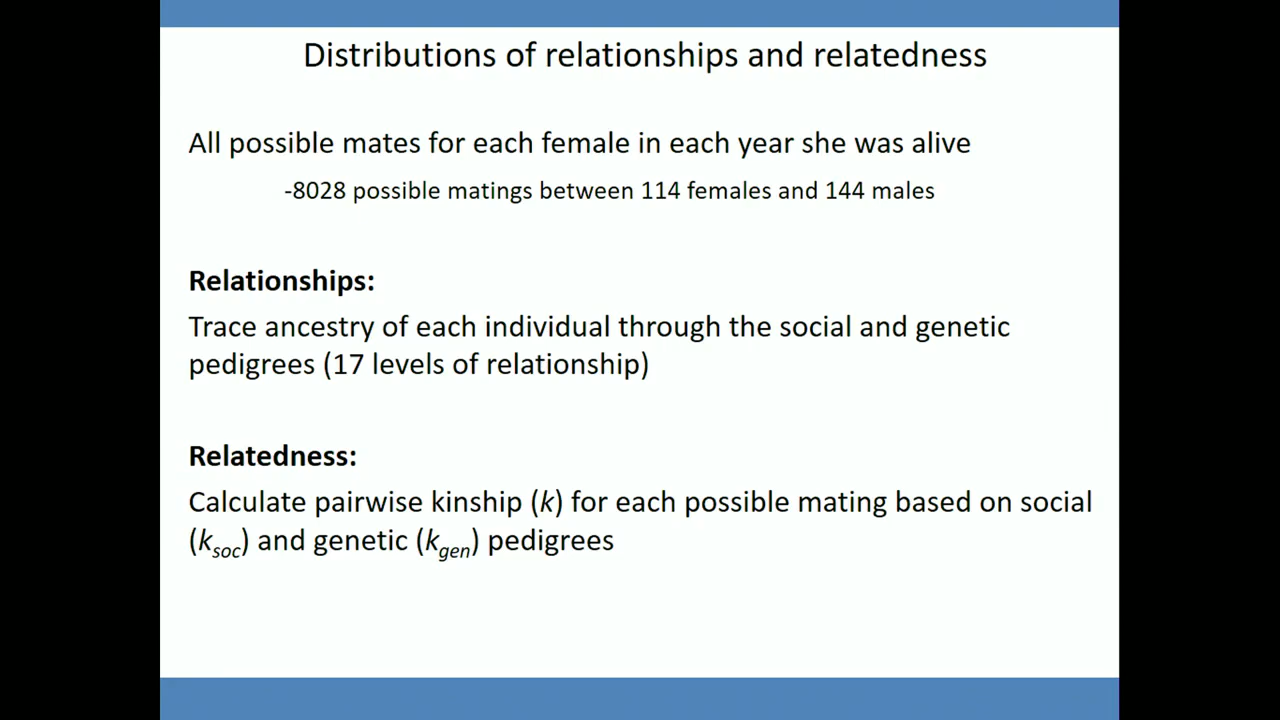 Distributions of relationships and relatedness
All possible mates for each female in each year she was alive
-8028 possible matings between 114 females and 144 males
Relationships:
Trace ancestry of each individual through the social and genetic
pedigrees (17 levels of relationship)
Relatedness:
Calculate pairwise kinship (k) for each possible mating based on social
(ksoc) and genetic (kgen) pedigrees